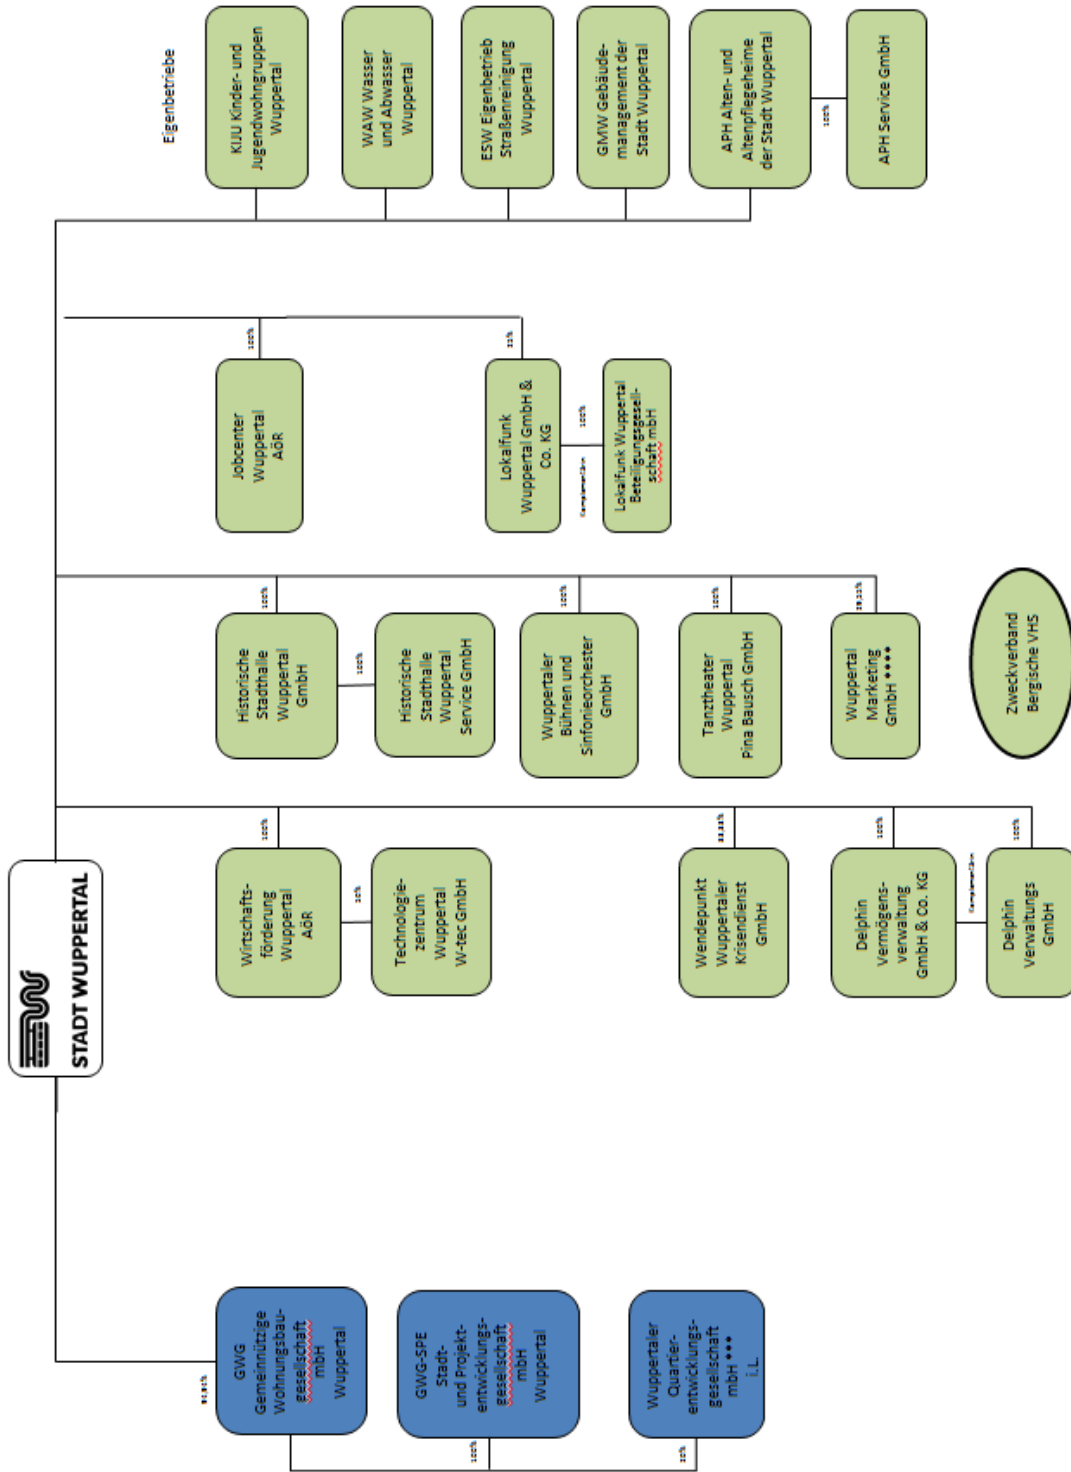 STADT WUPPERTAL
GWG
Gemeinnützige
Wohnungsbau-
gesellschaft
mbH
Wuppertal
100%
GWG-SPE
Stadt-
und Projekt-
entwicklungs-
gesellschaft
mbH
Wuppertal
Wuppertaler
Quartier-
entwicklungs-
gesellschaft
mbH ***
i.L.
100%
Wirtschafts-
förderung
Wuppertal
AöR
Technologie-
zentrum
Wuppertal
W-tec GmbH
Wendepunkt
Wuppertaler
Krisendienst
GmbH
100%
Delphin
Vermögens-
verwaltung
GmbH & Co. KG
Komplementärin
100%
Delphin
Verwaltungs
GmbH
100%
Historische
Stadthalle
Wuppertal
GmbH
100%
Historische
Stadthalle
Wuppertal
Service GmbH
100%
Wuppertaler
Bühnen und
Sinfonieorchester
GmbH
100%
Tanztheater
Wuppertal
Pina Bausch GmbH
Wuppertal
Marketing
GmbH ****
Zweckverband
Bergische VHS
100%
Jobcenter
Wuppertal
AöR
Lokalfunk
Wuppertal GmbH &
Co. KG
Komplementärin
100%
Lokalfunk Wuppertal
Beteiligungsgesell-
schaft mbH
Eigenbetriebe
KIJU Kinder- und
Jugendwohngruppen
Wuppertal
WAW Wasser
und Abwasser
Wuppertal
ESW Eigenbetrieb
Straßenreinigung
Wuppertal
GMW Gebäude-
management der
Stadt Wuppertal
APH Alten- und
Altenpflegeheime
der Stadt Wuppertal
100%
APH Service GmbH